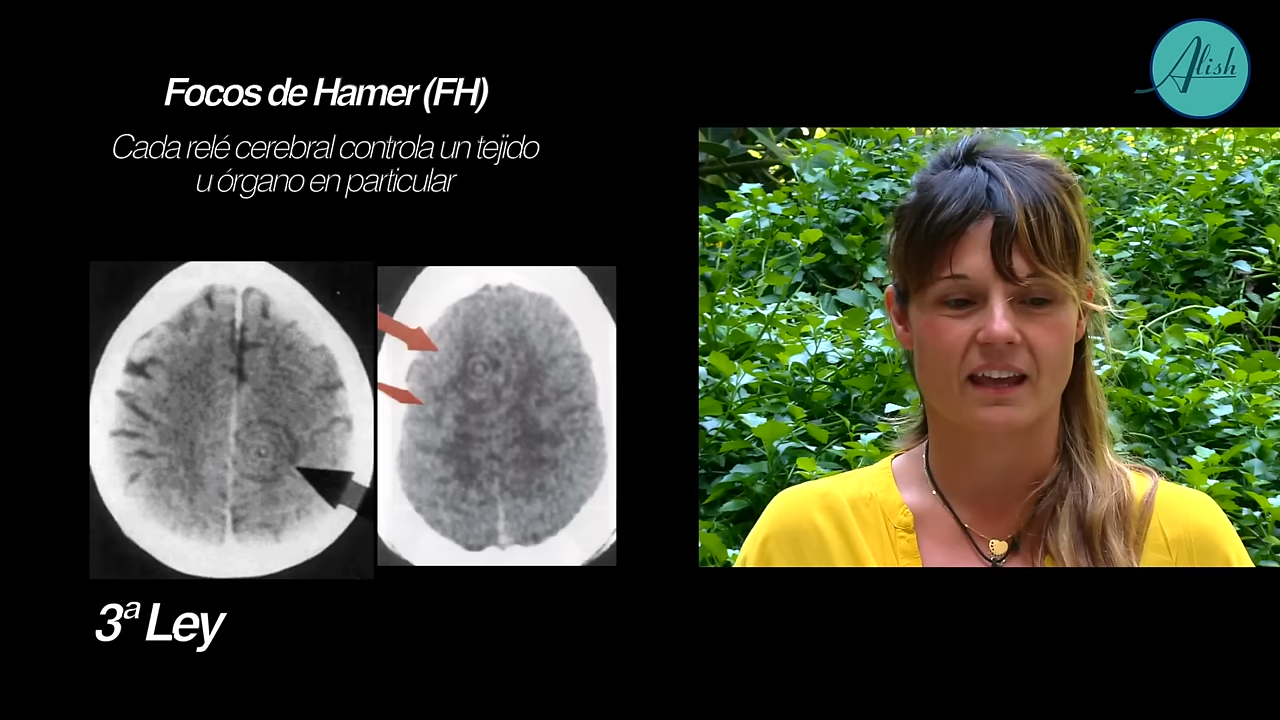 Focos de Hamer (FH)
Cada relé cerebral controla un tejido
u órgano en particular
3ª Ley
Alish